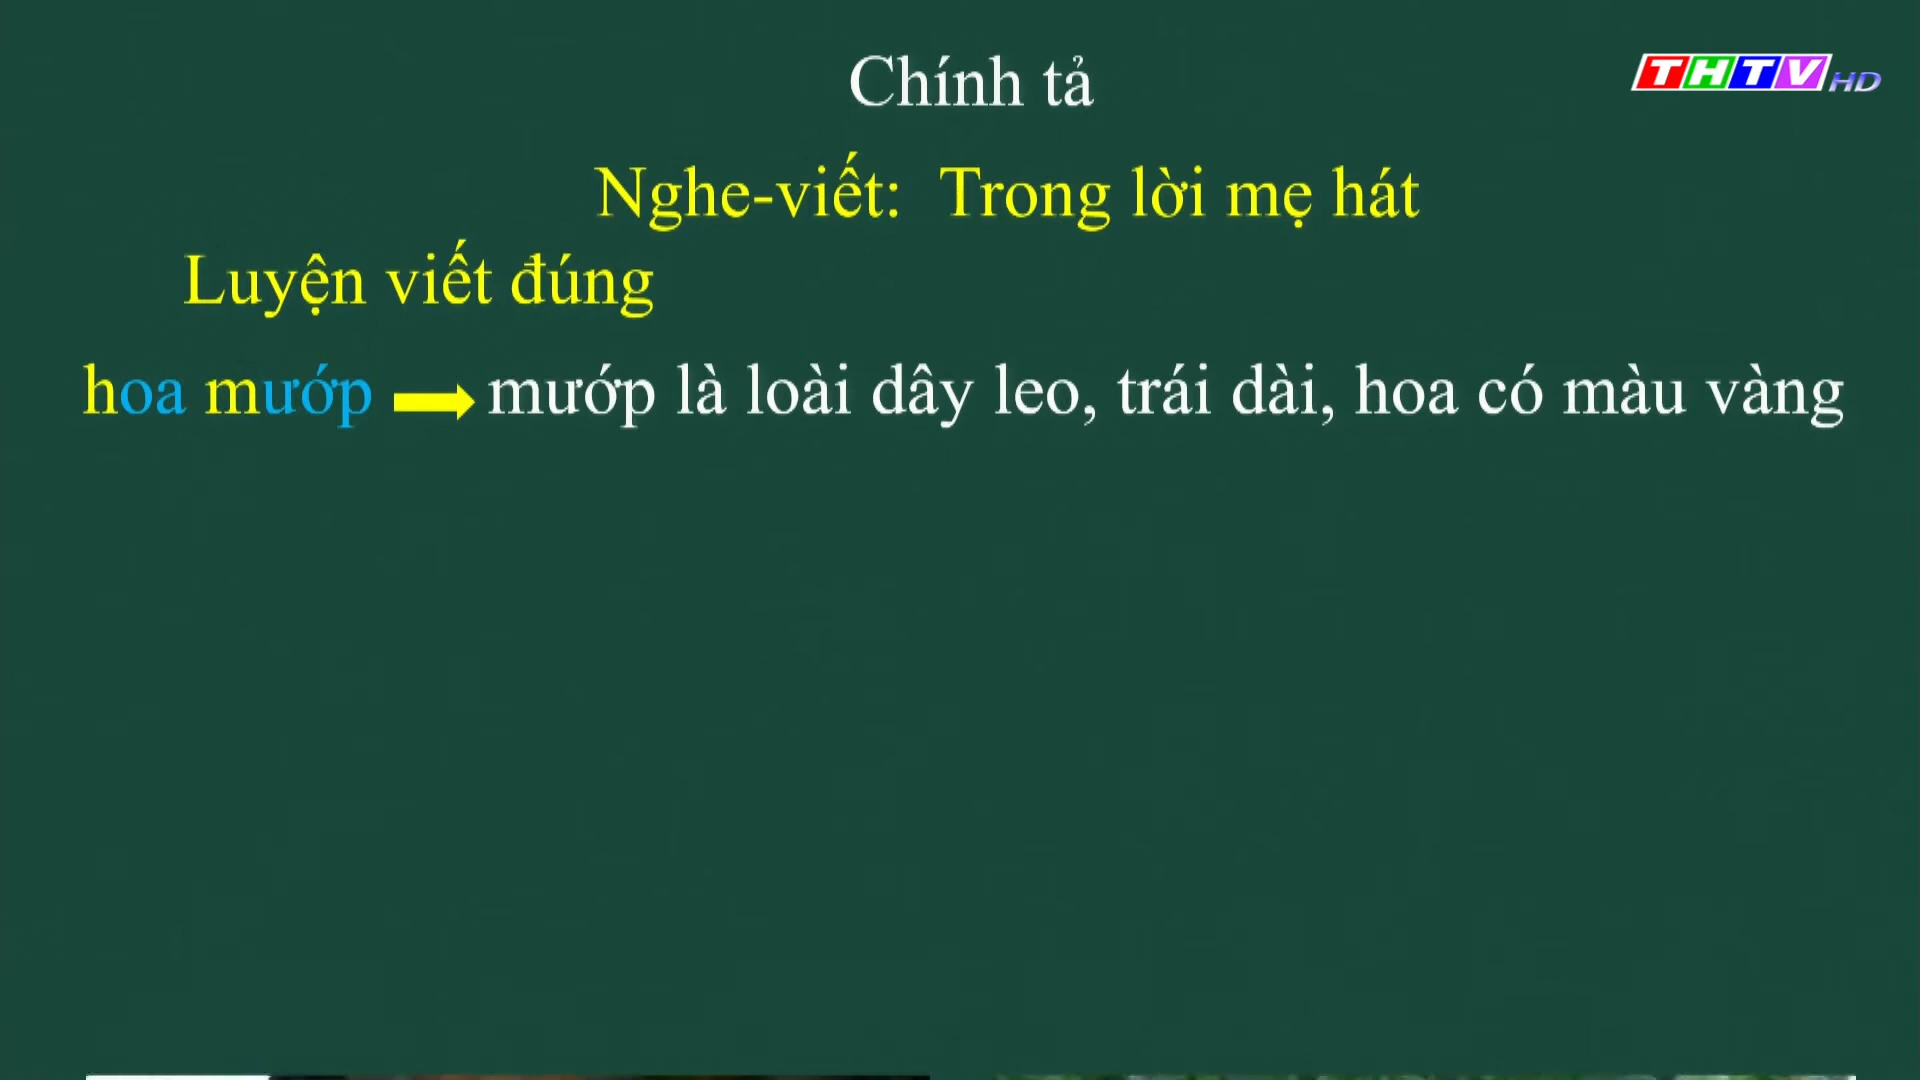 Chính tả
THTV HD
Nghe-viết: Trong lời mẹ hát
Luyện viết đúng
hoa mướp mướp là loài dây leo, trái dài, hoa có màu vàng